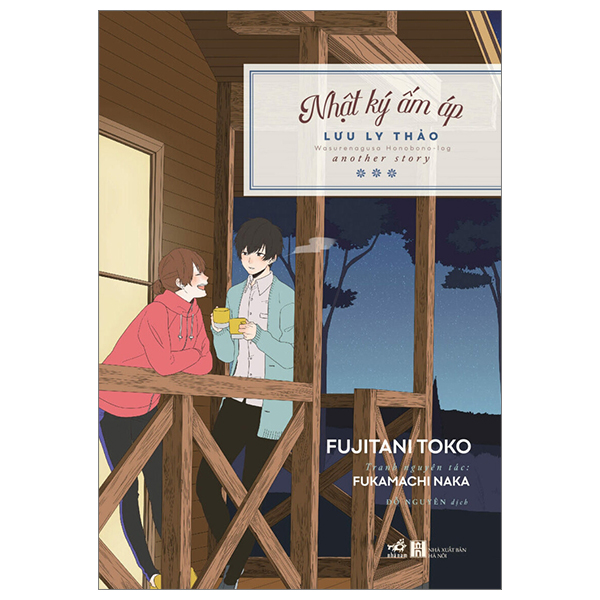 Nhật ký ấm áp
LƯU LY THẢO
Wasurenagusa Honobono-log
another story
FUJITANI TOKO
Tranh nguyên tác:
FUKAMACHI NAKA
ĐỖ NGUYÊN dịch
NHÀ XUẤT BẢN
HÀ NỘI